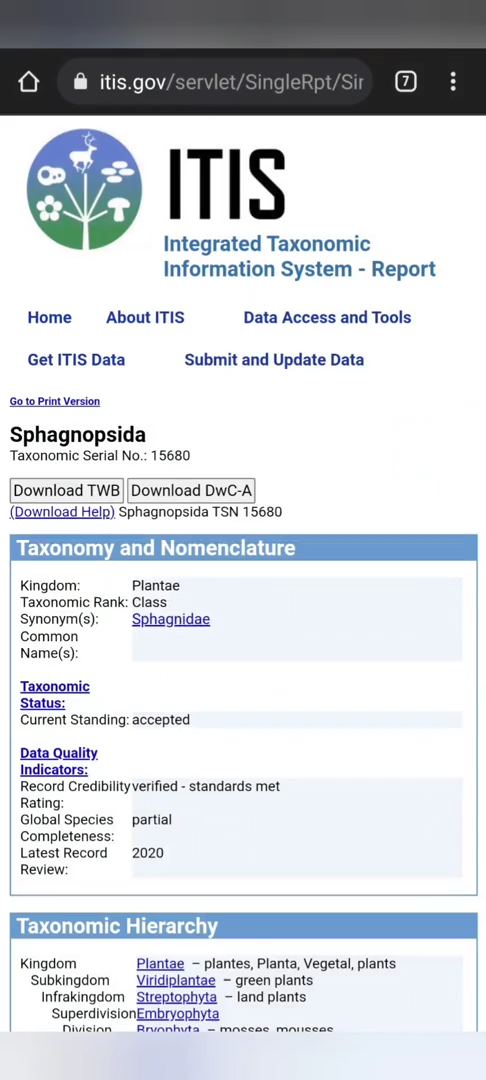 itis.gov/servlet/SingleRpt/Sir
7
ITIS
Integrated Taxonomic
Information System - Report
Home About ITIS Data Access and Tools
Get ITIS Data Submit and Update Data
Go to Print Version
Sphagnopsida
Taxonomic Serial No.: 15680
Download TWB Download DwC-A
(Download Help) Sphagnopsida TSN 15680
Taxonomy and Nomenclature
Kingdom: Plantae
Taxonomic Rank: Class
Synonym(s): Sphagnidae
Common
Name(s):
Taxonomic
Status:
Current Standing: accepted
Data Quality
Indicators:
Record Credibility verified - standards met
Rating:
Global Species partial
Completeness:
Latest Record 2020
Review:
Taxonomic Hierarchy
Kingdom Plantae – plantes, Planta, Vegetal, plants
Subkingdom Viridiplantae – green plants
Infrakingdom Streptophyta – land plants
Superdivision Embryophyta
Division Bryophyta – mosses, mousses